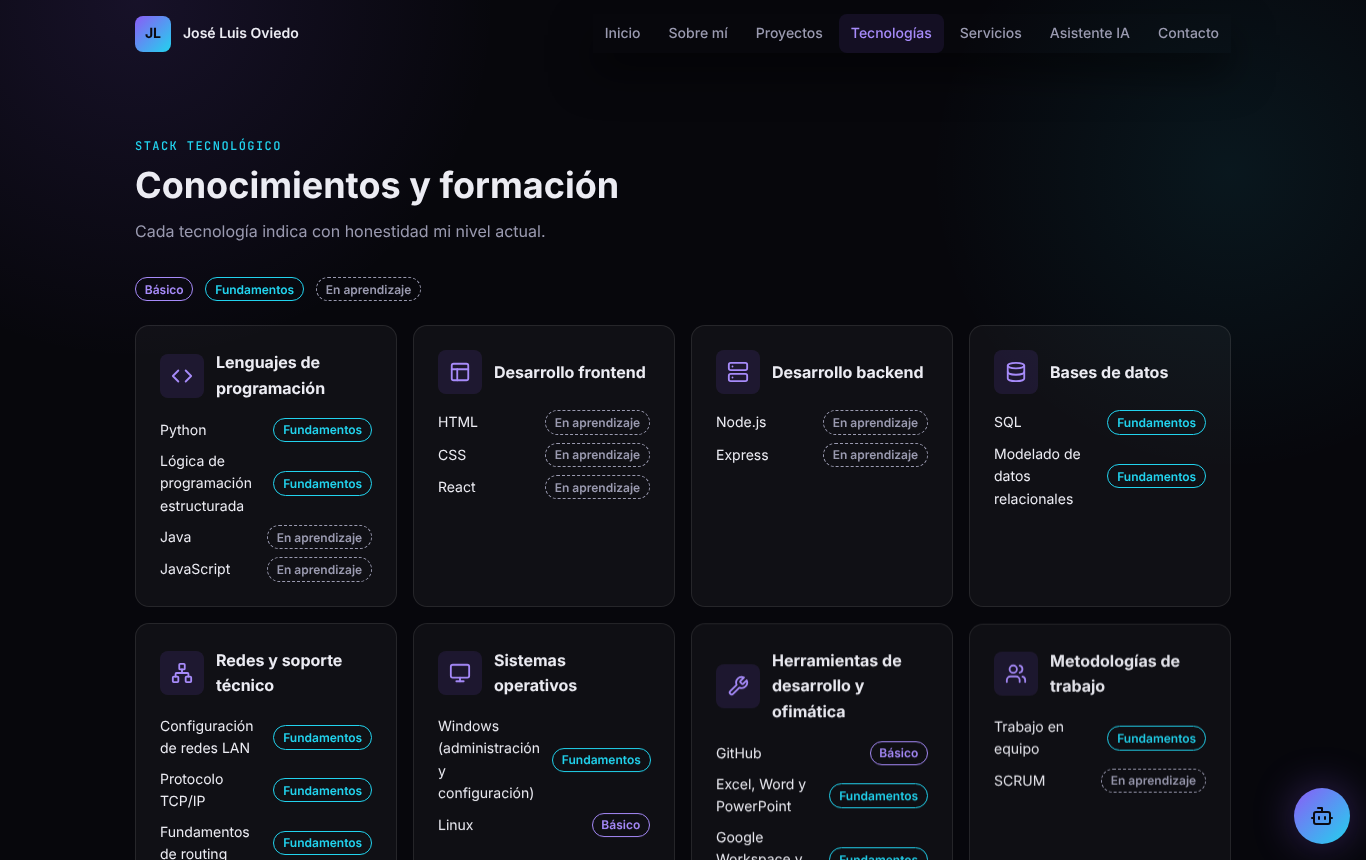 JL
José Luis Oviedo
Inicio
Sobre mí
Proyectos
Tecnologías
Servicios
Asistente IA
Contacto
STACK TECNOLÓGICO
Conocimientos y formación
Cada tecnología indica con honestidad mi nivel actual.
Básico
Fundamentos
En aprendizaje
Lenguajes de
programación
Python
Fundamentos
Lógica de
programación
estructurada
Fundamentos
Java
En aprendizaje
JavaScript
En aprendizaje
Desarrollo frontend
HTML
En aprendizaje
CSS
En aprendizaje
React
En aprendizaje
Desarrollo backend
Node.js
En aprendizaje
Express
En aprendizaje
Bases de datos
SQL
Fundamentos
Modelado de
datos
relacionales
Fundamentos
Redes y soporte
técnico
Configuración
de redes LAN
Fundamentos
Protocolo
TCP/IP
Fundamentos
Fundamentos
de routing
Fundamentos
Sistemas
operativos
Windows
(administración
y
configuración)
Fundamentos
Linux
Básico
Herramientas de
desarrollo y
ofimática
GitHub
Básico
Excel, Word y
PowerPoint
Fundamentos
Google
Workspace y
Fundamentos
Metodologías de
trabajo
Trabajo en
equipo
Fundamentos
SCRUM
En aprendizaje